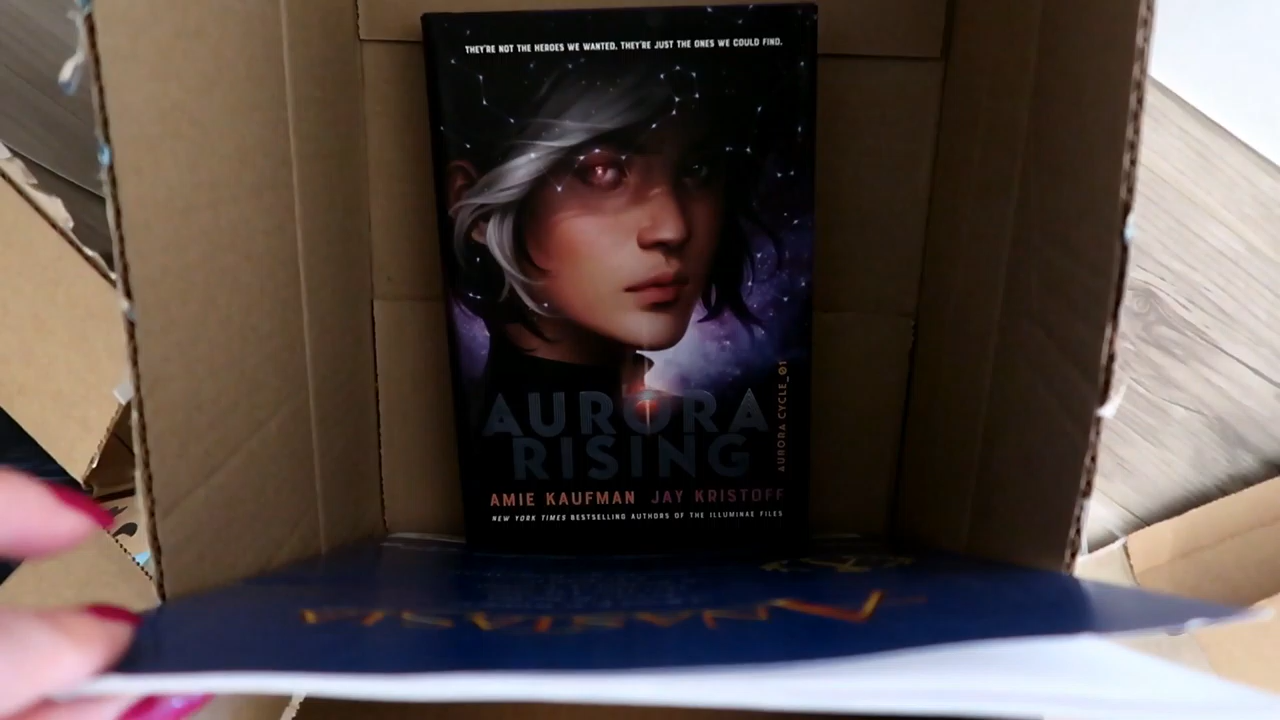 THEY'RE NOT THE HEROES WE WANTED. THEY'RE JUST THE ONES WE COULD FIND.
AURORA
RISING
AURORA CYCLE_01
AMIE KAUFMAN JAY KRISTOFF
NEW YORK TIMES BESTSELLING AUTHORS OF THE ILLUMINAE FILES